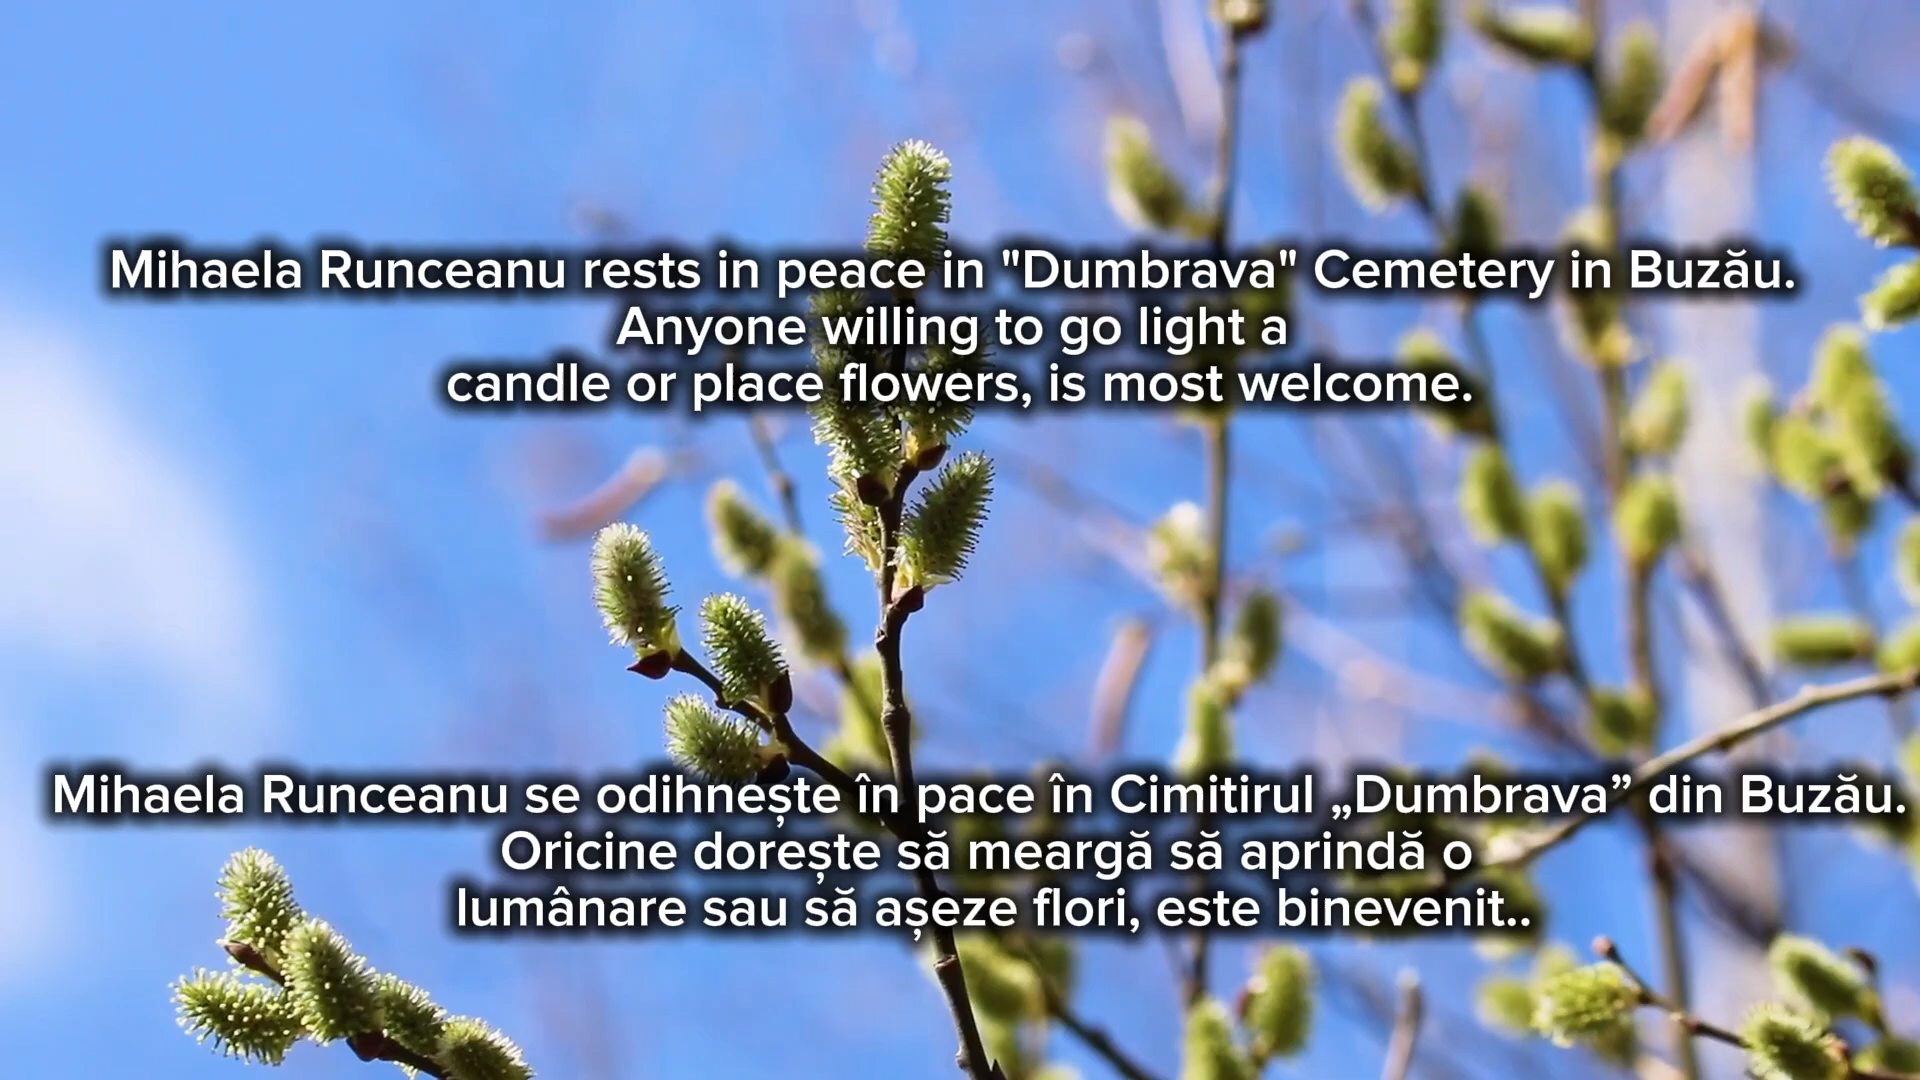 Mihaela Runceanu rests in peace in "Dumbrava" Cemetery in Buzău.
Anyone willing to go light a
candle or place flowers, is most welcome.
Mihaela Runceanu se odihnește în pace în Cimitirul „Dumbrava” din Buzău.
Oricine dorește să meargă să aprindă o
lumânare sau să așeze flori, este binevenit..